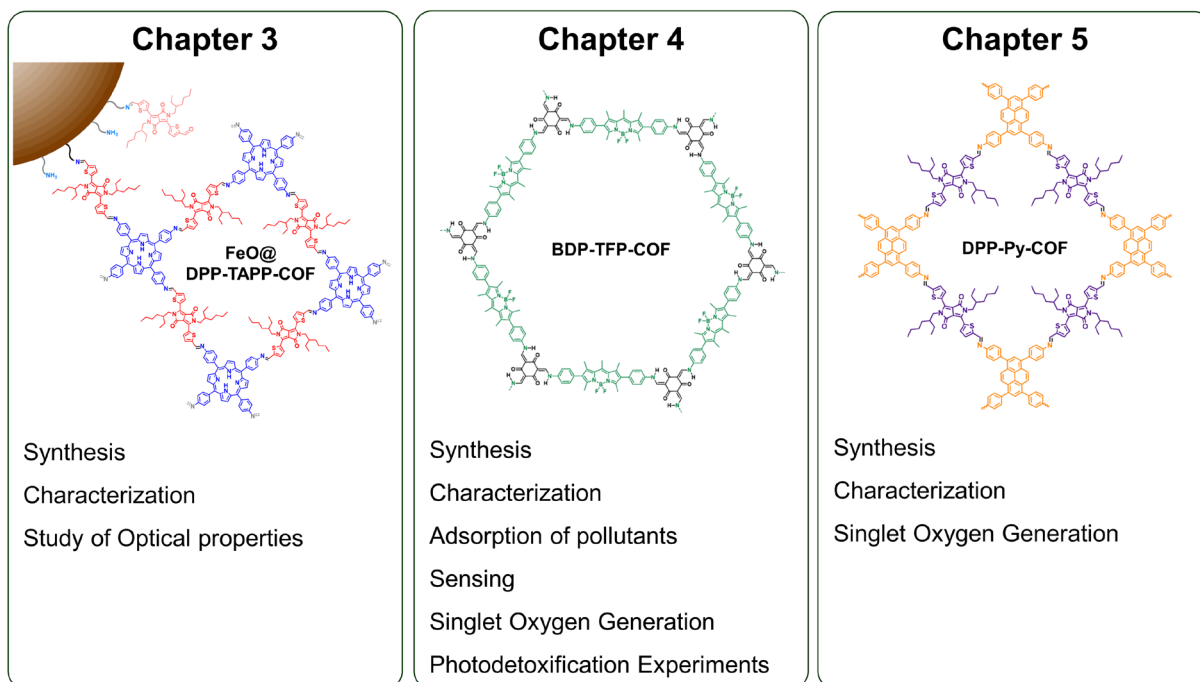 Chapter 3
FeO@
DPP-TAPP-COF
Synthesis
Characterization
Study of Optical properties
Chapter 4
BDP-TFP-COF
Synthesis
Characterization
Adsorption of pollutants
Sensing
Singlet Oxygen Generation
Photodetoxification Experiments
Chapter 5
DPP-Py-COF
Synthesis
Characterization
Singlet Oxygen Generation